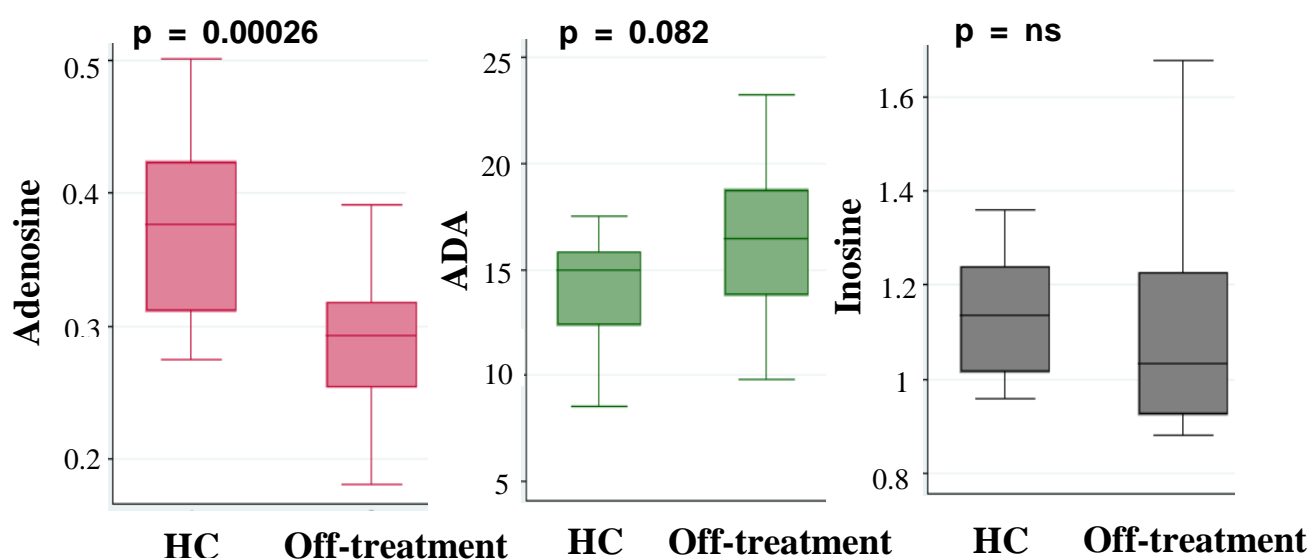 p = 0.00026
Adenosine
0.5
0.4
0.3
0.2
HC Off-treatment
p = 0.082
ADA
25
20
15
10
5
HC Off-treatment
p = ns
Inosine
1.6
1.4
1.2
1
0.8
HC Off-treatment